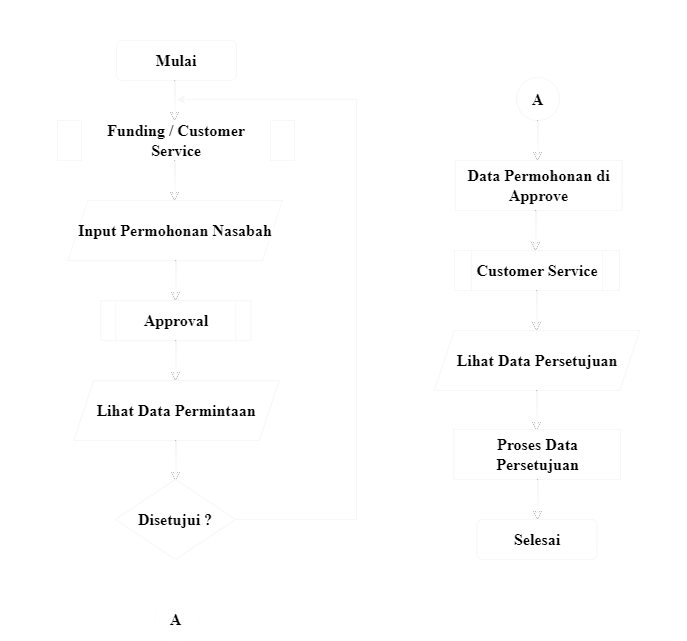 Mulai
Funding / Customer
Service
Input Permohonan Nasabah
Approval
Lihat Data Permintaan
Disetujui ?
A
A
Data Permohonan di
Approve
Customer Service
Lihat Data Persetujuan
Proses Data
Persetujuan
Selesai